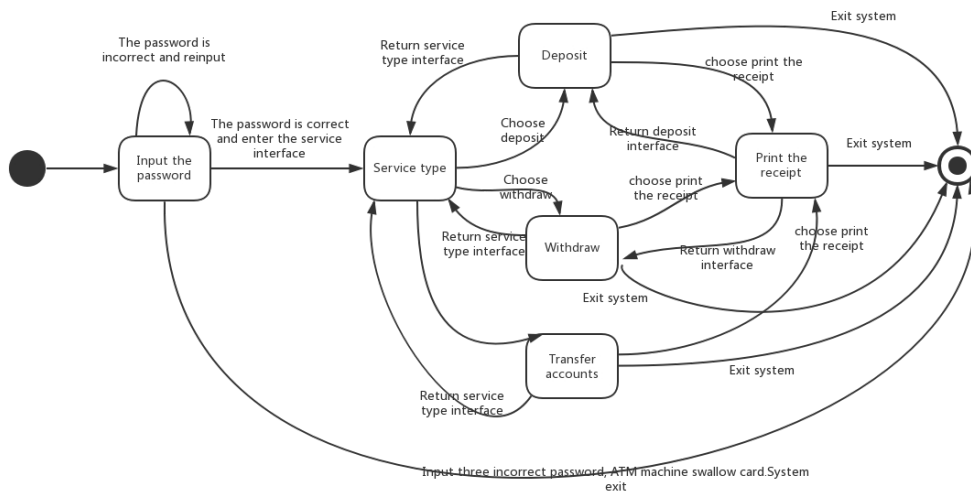 Exit system
The password is
incorrect and reinput
Return service
type interface
Deposit
choose print the
receipt
The password is correct
and enter the service
interface
Choose
deposit
Return deposit
interface
Exit system
Input the
password
Service type
Print the
receipt
Choose
withdraw
choose print
the receipt
Return service
type interface
Withdraw
Return withdraw
interface
choose print
the receipt
Exit system
Transfer
accounts
Exit system
Return service
type interface
Input three incorrect password, ATM machine swallow card.System
exit